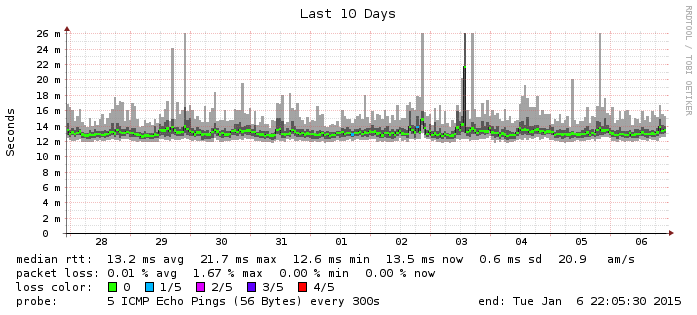 Last 10 Days
RRDTOOL / TOBI OETIKER
Seconds
26 m
24 m
22 m
20 m
18 m
16 m
14 m
12 m
10 m
8 m
6 m
4 m
2 m
0
28 29 30 31 01 02 03 04 05 06
median rtt: 13.2 ms avg 21.7 ms max 12.6 ms min 13.5 ms now 0.6 ms sd 20.9 am/s
packet loss: 0.01 % avg 1.67 % max 0.00 % min 0.00 % now
loss color: 0 1/5 2/5 3/5 4/5
probe: 5 ICMP Echo Pings (56 Bytes) every 300s end: Tue Jan 6 22:05:30 2015